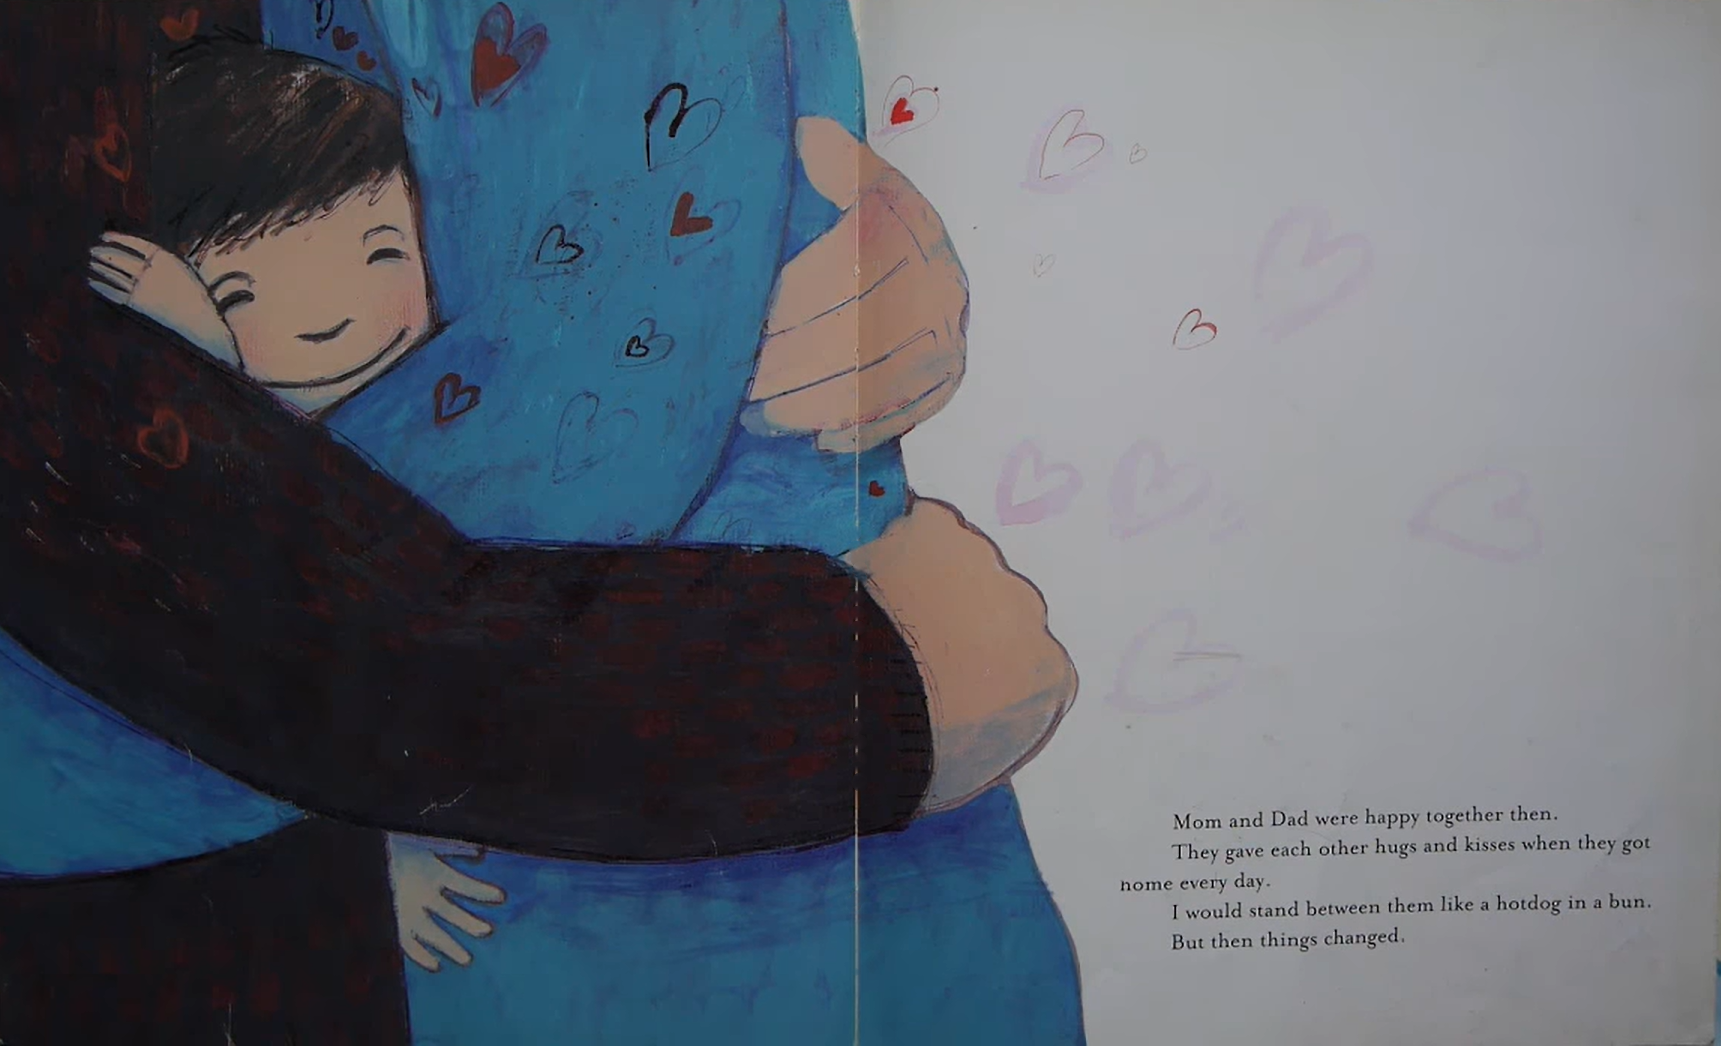 Mom and Dad were happy together then.
They gave each other hugs and kisses when they got
home every day.
I would stand between them like a hotdog in a bun.
But then things changed.